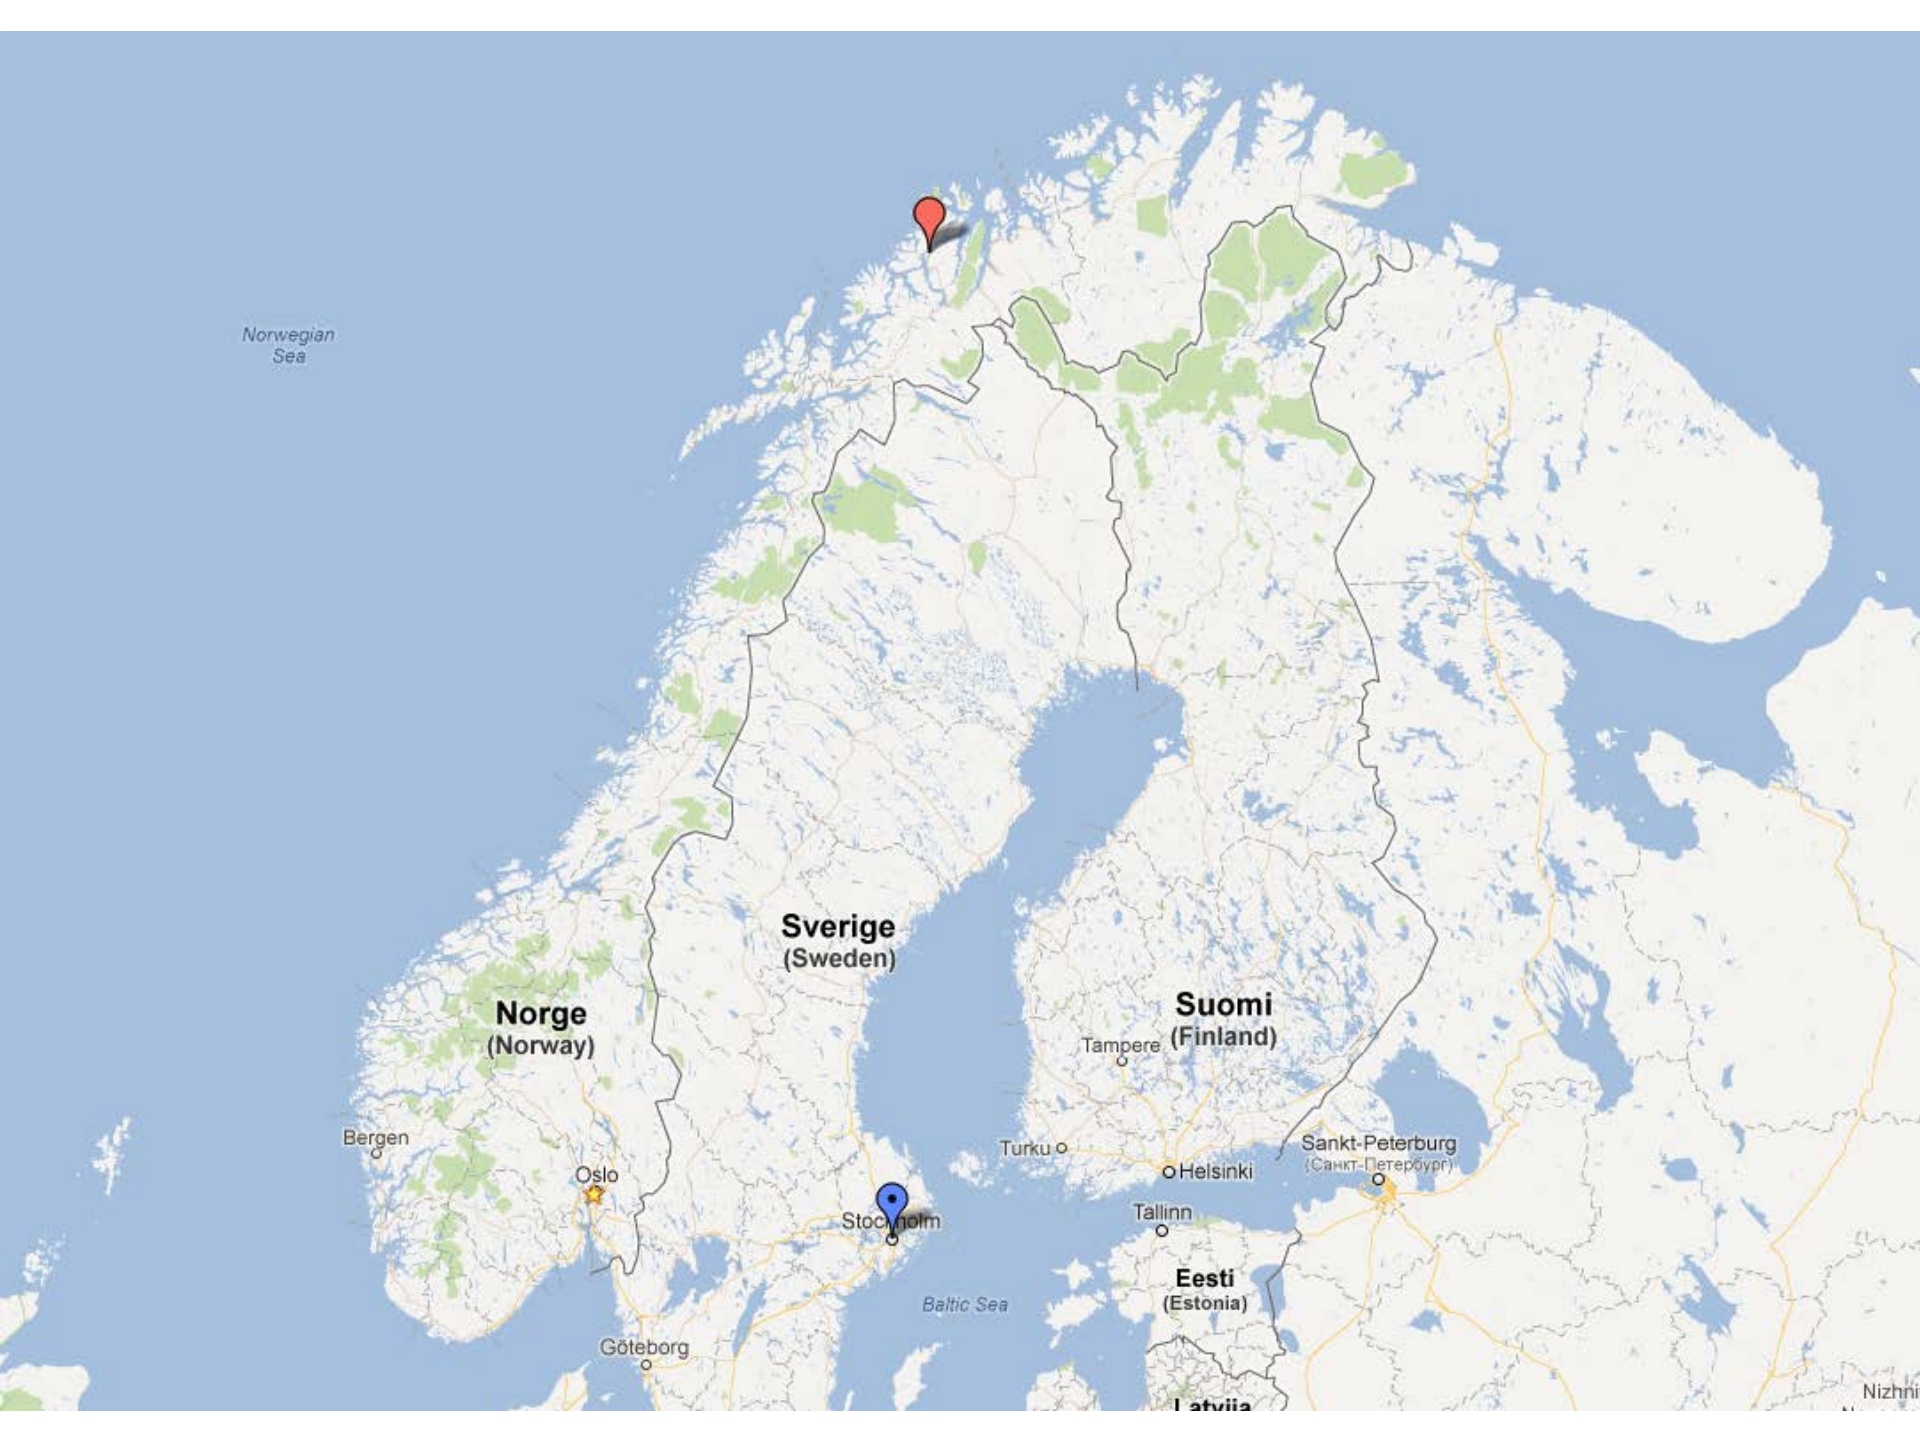 Norwegian
Sea
Sverige
(Sweden)
Norge
(Norway)
Suomi
(Finland)
Tampere
Bergen
Oslo
Turku
Helsinki
Sankt-Peterburg
(Санкт-Петербург)
Stockholm
Tallinn
Eesti
(Estonia)
Baltic Sea
Göteborg
Nizhni
Latvija